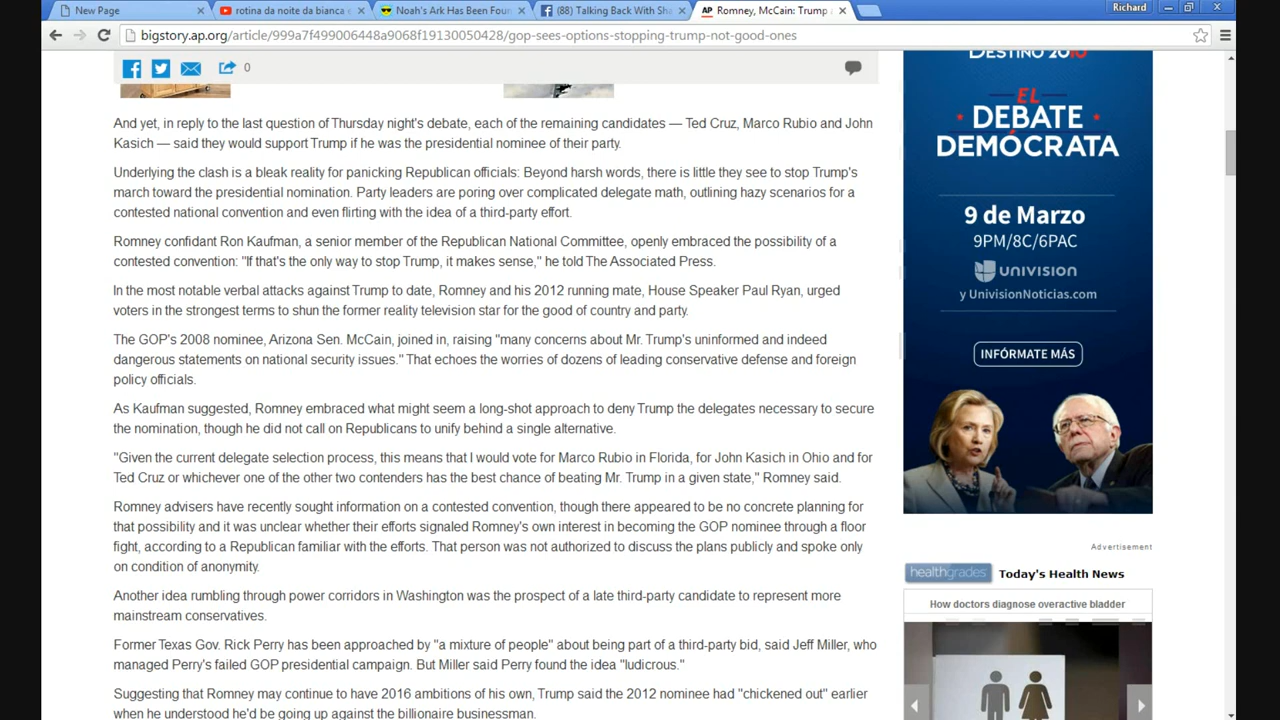 New Page
rotina da noite da bianca
Noah's Ark Has Been Foun
(88) Talking Back With Sha
AP Romney, McCain: Trump
Richard
bigstory.ap.org/article/999a7f499006448a9068f19130050428/gop-sees-options-stopping-trump-not-good-ones
0
And yet, in reply to the last question at Thursday night's debate, each of the remaining candidates — Ted Cruz, Marco Rubio and John
Kasich — said they would support Trump if he was the presidential nominee of their party.
Underlying the clash is a bleak reality for panicking Republican officials: Beyond harsh words, there is little they see to stop Trump's
march toward the presidential nomination. Party leaders are poring over complicated delegate math, outlining hazy scenarios for a
contested national convention and even flirting with the idea of a third-party effort.
Romney confidant Ron Kaufman, a senior member of the Republican National Committee, openly embraced the possibility of a
contested convention: "If that's the only way to stop Trump, it makes sense," he told The Associated Press.
In the most notable verbal attacks against Trump to date, Romney and his 2012 running mate, House Speaker Paul Ryan, urged
voters in the strongest terms to shun the former reality television star for the good of country and party.
The GOP's 2008 nominee, Arizona Sen. McCain, joined in, raising "many concerns about Mr. Trump's uninformed and indeed
dangerous statements on national security issues." That echoes the worries of dozens of leading conservative defense and foreign
policy officials.
As Kaufman suggested, Romney embraced what might seem a long-shot approach to deny Trump the delegates necessary to secure
the nomination, though he did not call on Republicans to unify behind a single alternative.
"Given the current delegate selection process, this means that I would vote for Marco Rubio in Florida, for John Kasich in Ohio and for
Ted Cruz or whichever one of the other two contenders has the best chance of beating Mr. Trump in a given state," Romney said.
Romney advisers have recently sought information on a contested convention, though there appeared to be no concrete planning for
that possibility and it was unclear whether their efforts signaled Romney's own interest in becoming the GOP nominee through a floor
fight, according to a Republican familiar with the efforts. That person was not authorized to discuss the plans publicly and spoke only
on condition of anonymity.
Another idea rumbling through power corridors in Washington was the prospect of a late third-party candidate to represent more
mainstream conservatives.
Former Texas Gov. Rick Perry has been approached by "a mixture of people" about being part of a third-party bid, said Jeff Miller, who
managed Perry's failed GOP presidential campaign. But Miller said Perry found the idea "ludicrous."
Suggesting that Romney may continue to have 2016 ambitions of his own, Trump said the 2012 nominee had "chickened out" earlier
when he understood he'd be going up against the billionaire businessman.
DESTINO 2016
EL
DEBATE
DEMÓCRATA
9 de Marzo
9PM/8C/6PAC
UNIVISION
y UnivisionNoticias.com
INFÓRMATE MÁS
Advertisement
healthgrades Today's Health News
How doctors diagnose overactive bladder